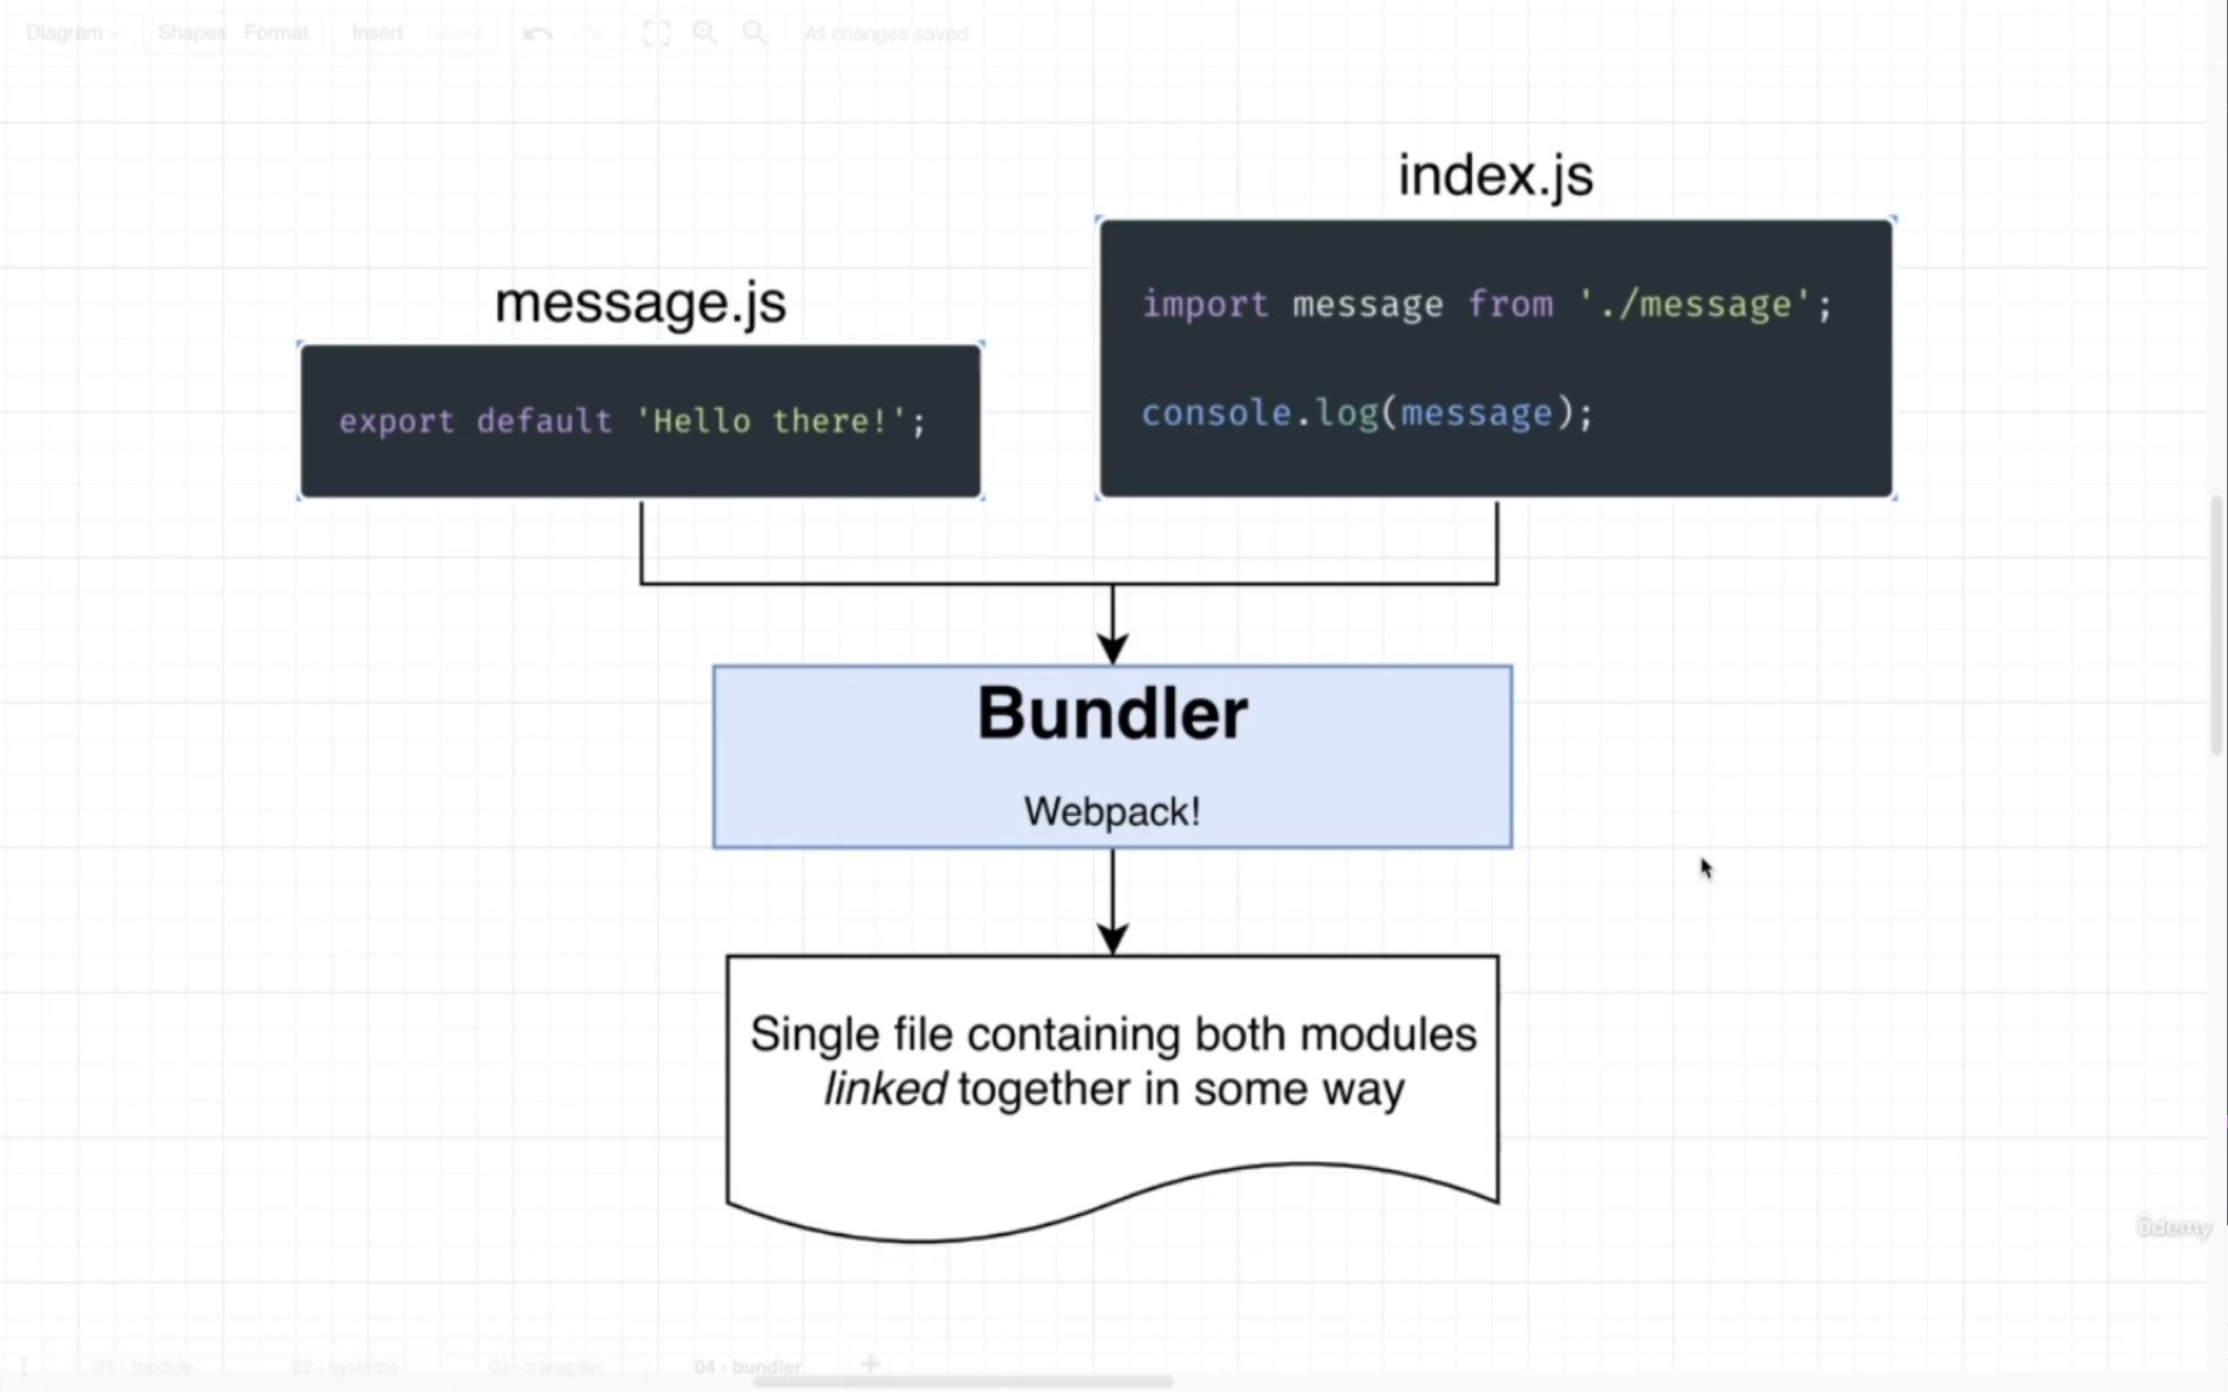 Diagram Shapes Format Insert Delete All changes saved
index.js
import message from './message';
console.log(message);
message.js
export default 'Hello there!';
Bundler
Webpack!
Single file containing both modules
linked together in some way
ûdemy
01 - module 02 - systems 03 - transpiler 04 - bundler